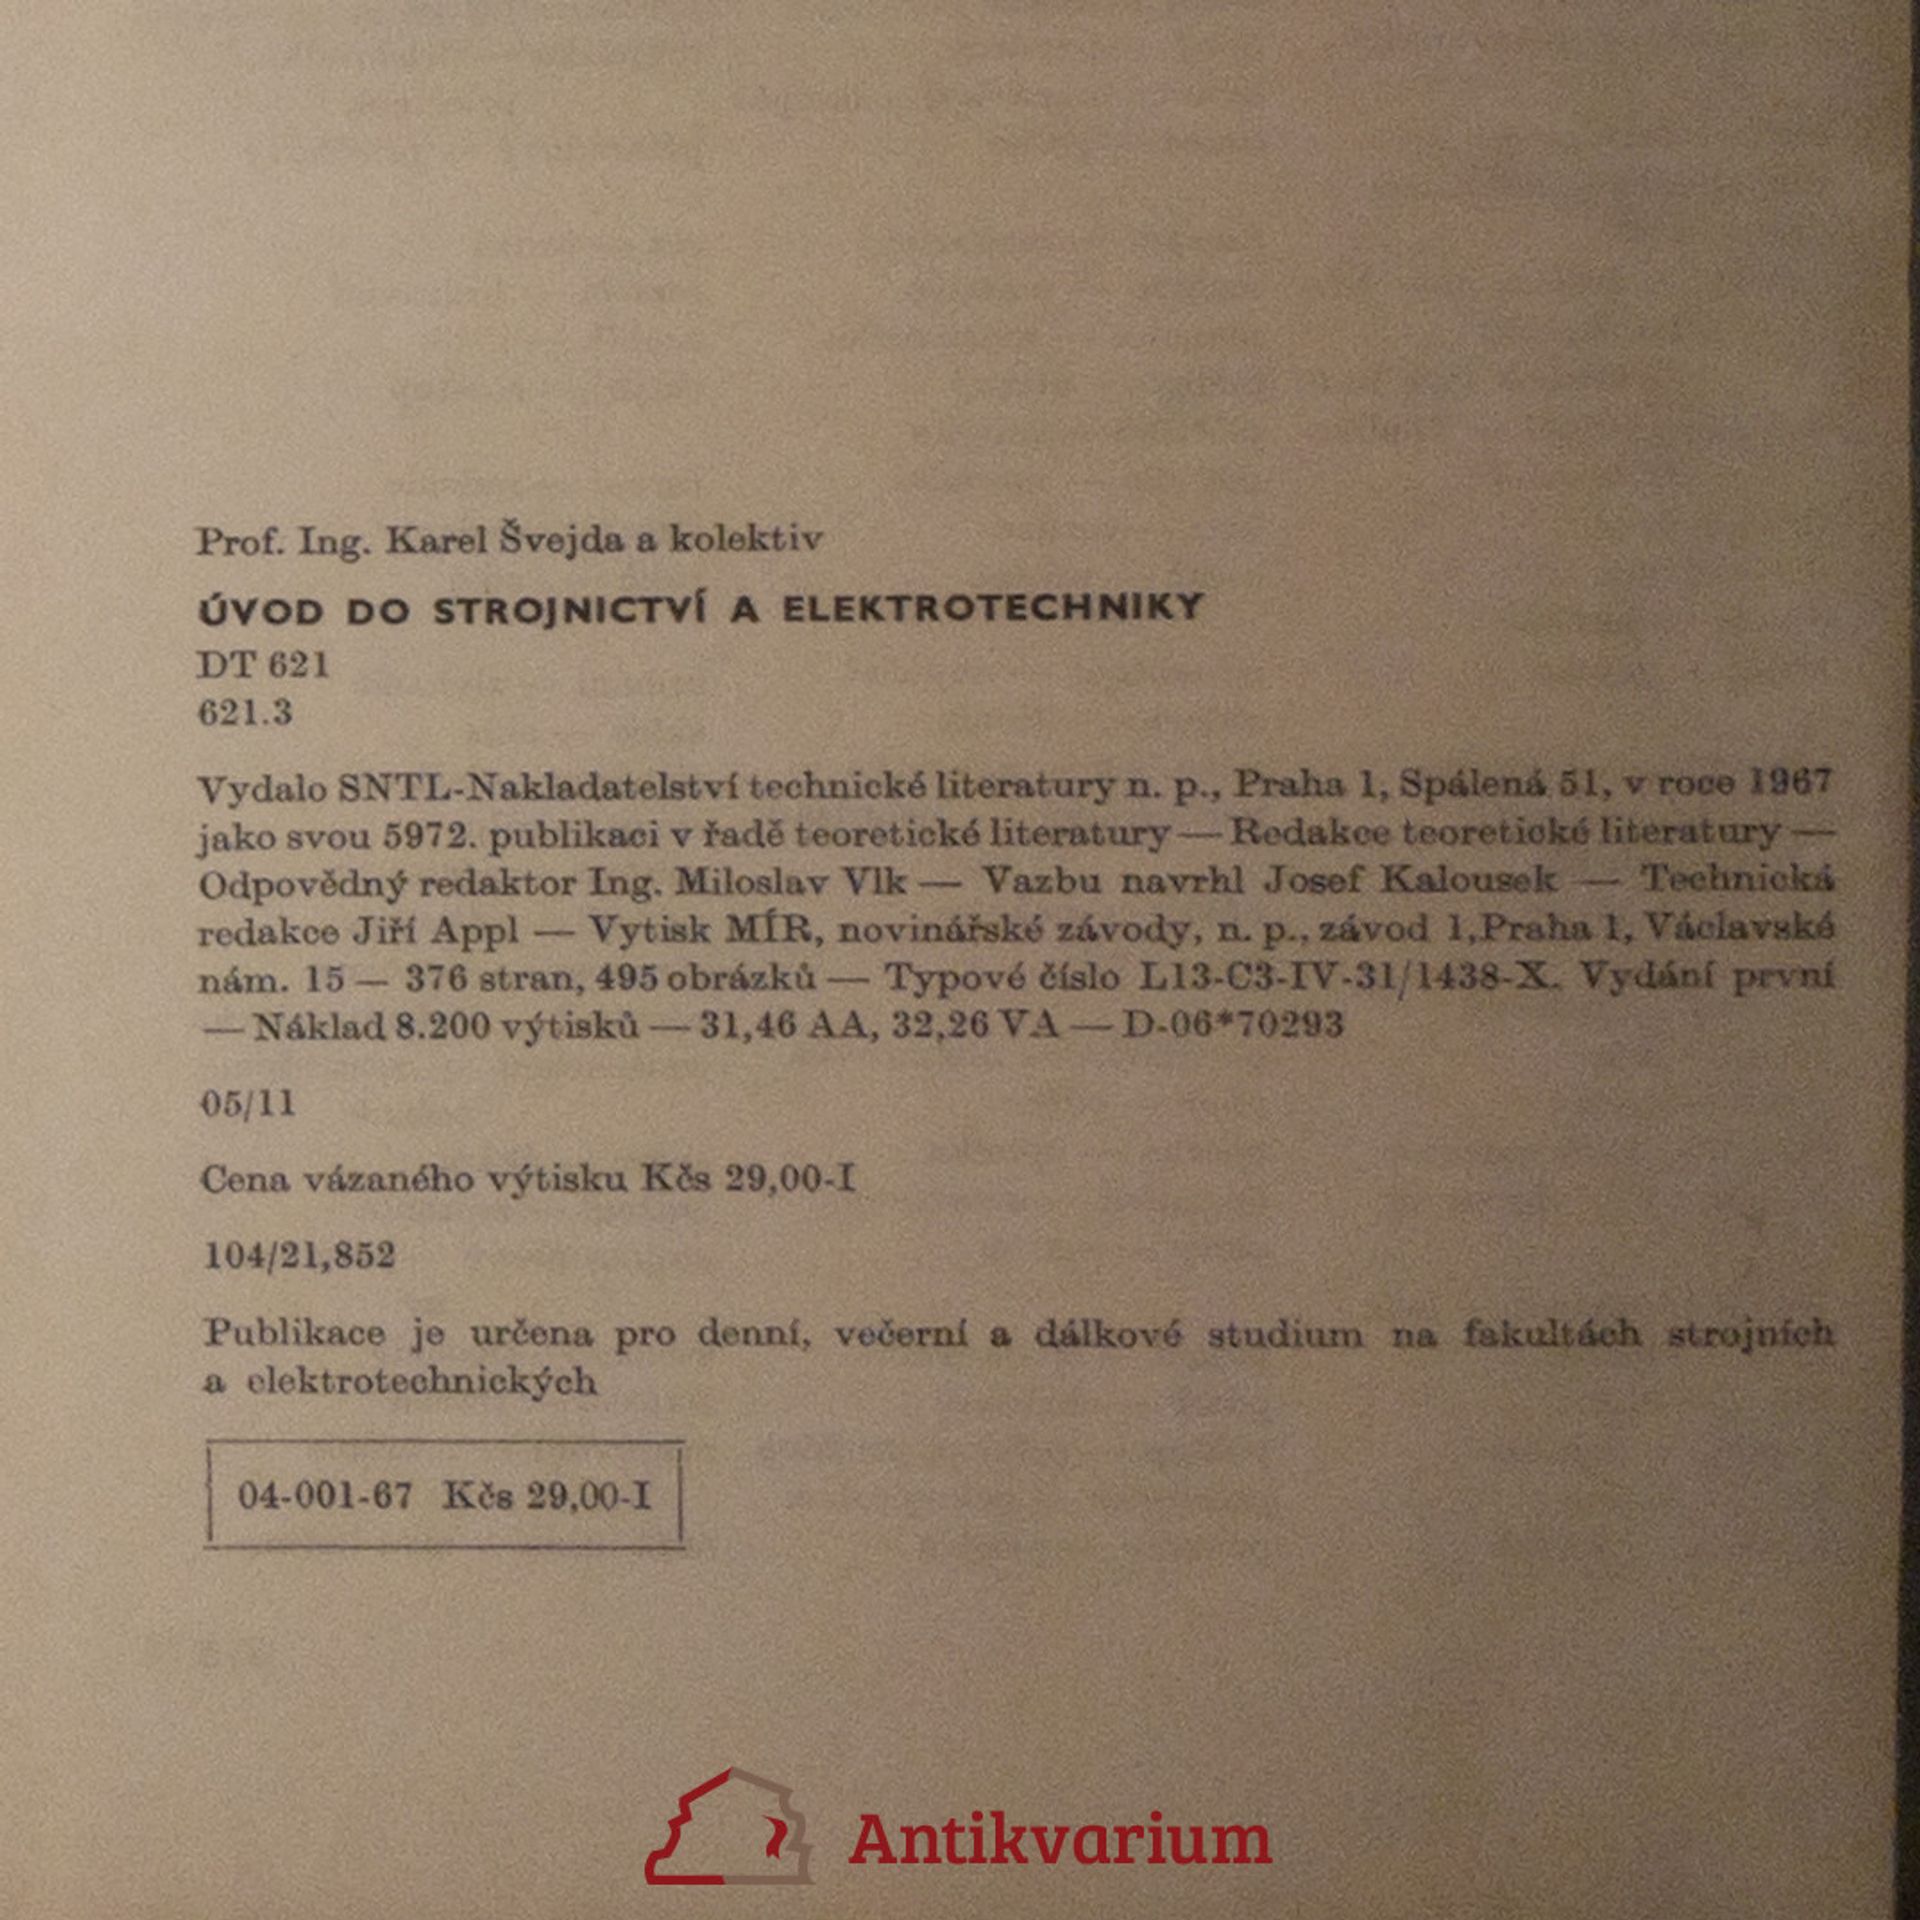 Prof. Ing. Karel Švejda a kolektiv
ÚVOD DO STROJNICTVÍ A ELEKTROTECHNIKY
DT 621
621.3
Vydalo SNTL-Nakladatelství technické literatury n. p., Praha 1, Spálená 51, v roce 1967
jako svou 5972. publikaci v řadě teoretické literatury — Redakce teoretické literatury —
Odpovědný redaktor Ing. Miloslav Vlk — Vazbu navrhl Josef Kalousek — Technická
redakce Jiří Appl — Vytisk MÍR, novinářské závody, n. p., závod 1,Praha 1, Václavské
nám. 15 — 376 stran, 495 obrázků — Typové číslo L13-C3-IV-31/1438-X. Vydání první
— Náklad 8.200 výtisků — 31,46 AA, 32,26 VA — D-06*70293
05/11
Cena vázaného výtisku Kčs 29,00-I
104/21,852
Publikace je určena pro denní, večerní a dálkové studium na fakultách strojních
a elektrotechnických
04-001-67 Kčs 29,00-I
Antikvarium